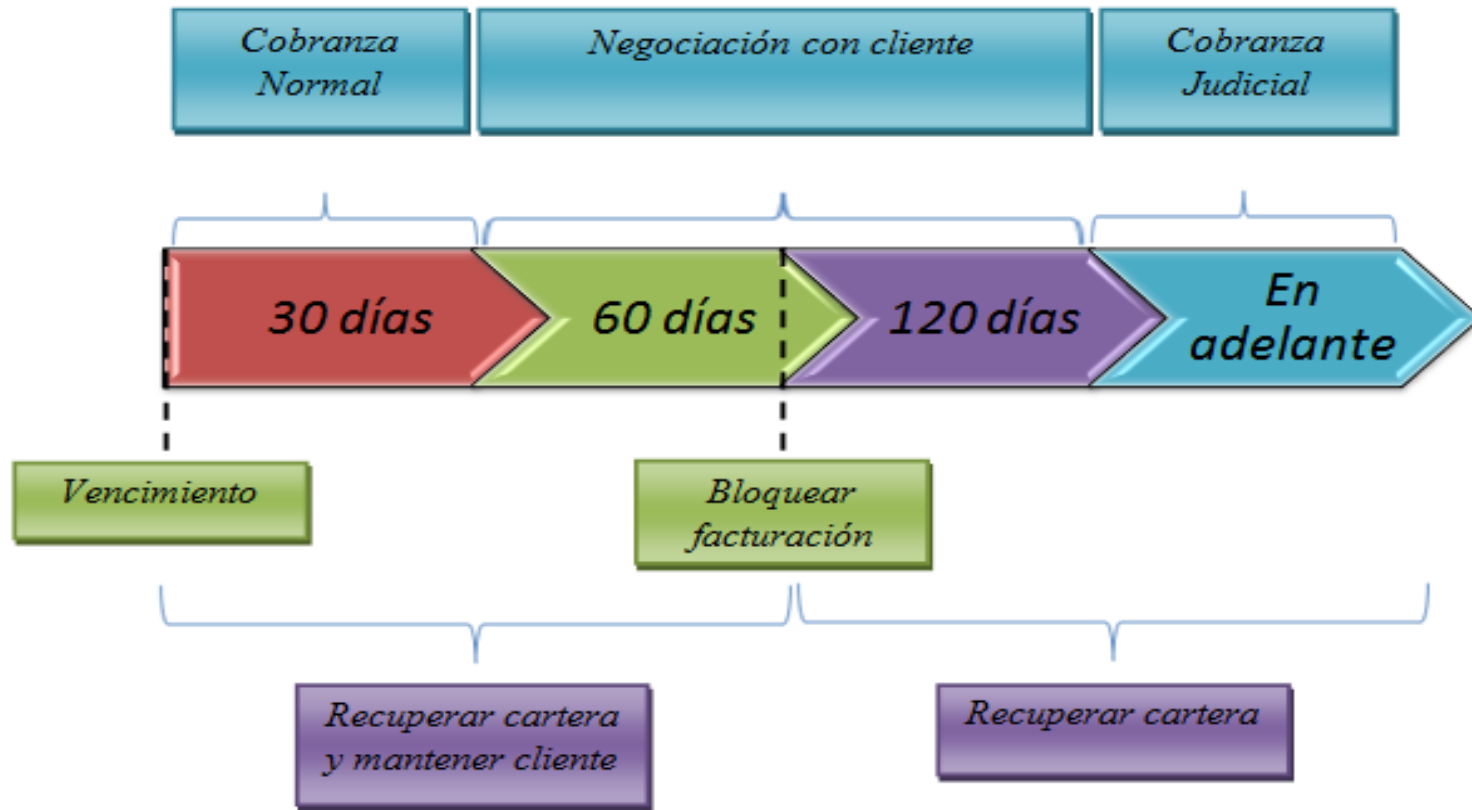 Cobranza
Normal
Negociación con cliente
Cobranza
Judicial
30 días
60 días
120 días
En
adelante
Vencimiento
Bloquear
facturación
Recuperar cartera
y mantener cliente
Recuperar cartera